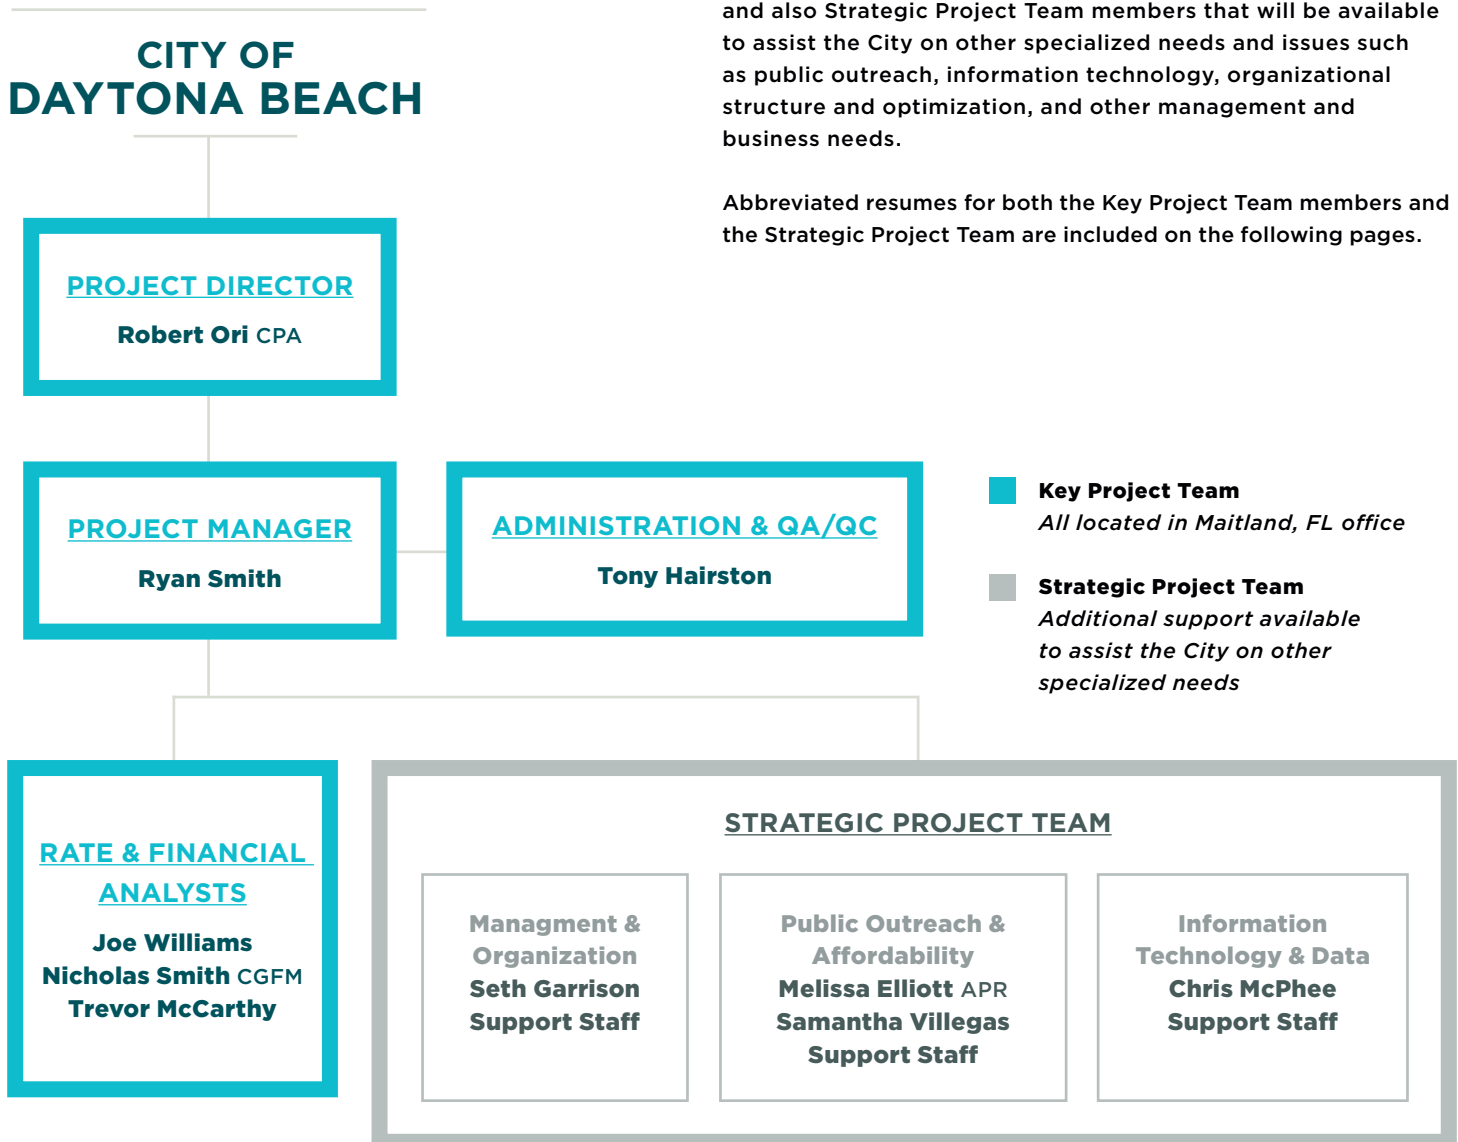 CITY OF
DAYTONA BEACH
and also Strategic Project Team members that will be available
to assist the City on other specialized needs and issues such
as public outreach, information technology, organizational
structure and optimization, and other management and
business needs.
Abbreviated resumes for both the Key Project Team members and
the Strategic Project Team are included on the following pages.
PROJECT DIRECTOR
Robert Ori CPA
PROJECT MANAGER
Ryan Smith
ADMINISTRATION & QA/QC
Tony Hairston
Key Project Team
All located in Maitland, FL office
Strategic Project Team
Additional support available
to assist the City on other
specialized needs
RATE & FINANCIAL
ANALYSTS
Joe Williams
Nicholas Smith CGFM
Trevor McCarthy
STRATEGIC PROJECT TEAM
Managment &
Organization
Seth Garrison
Support Staff
Public Outreach &
Affordability
Melissa Elliott APR
Samantha Villegas
Support Staff
Information
Technology & Data
Chris McPhee
Support Staff